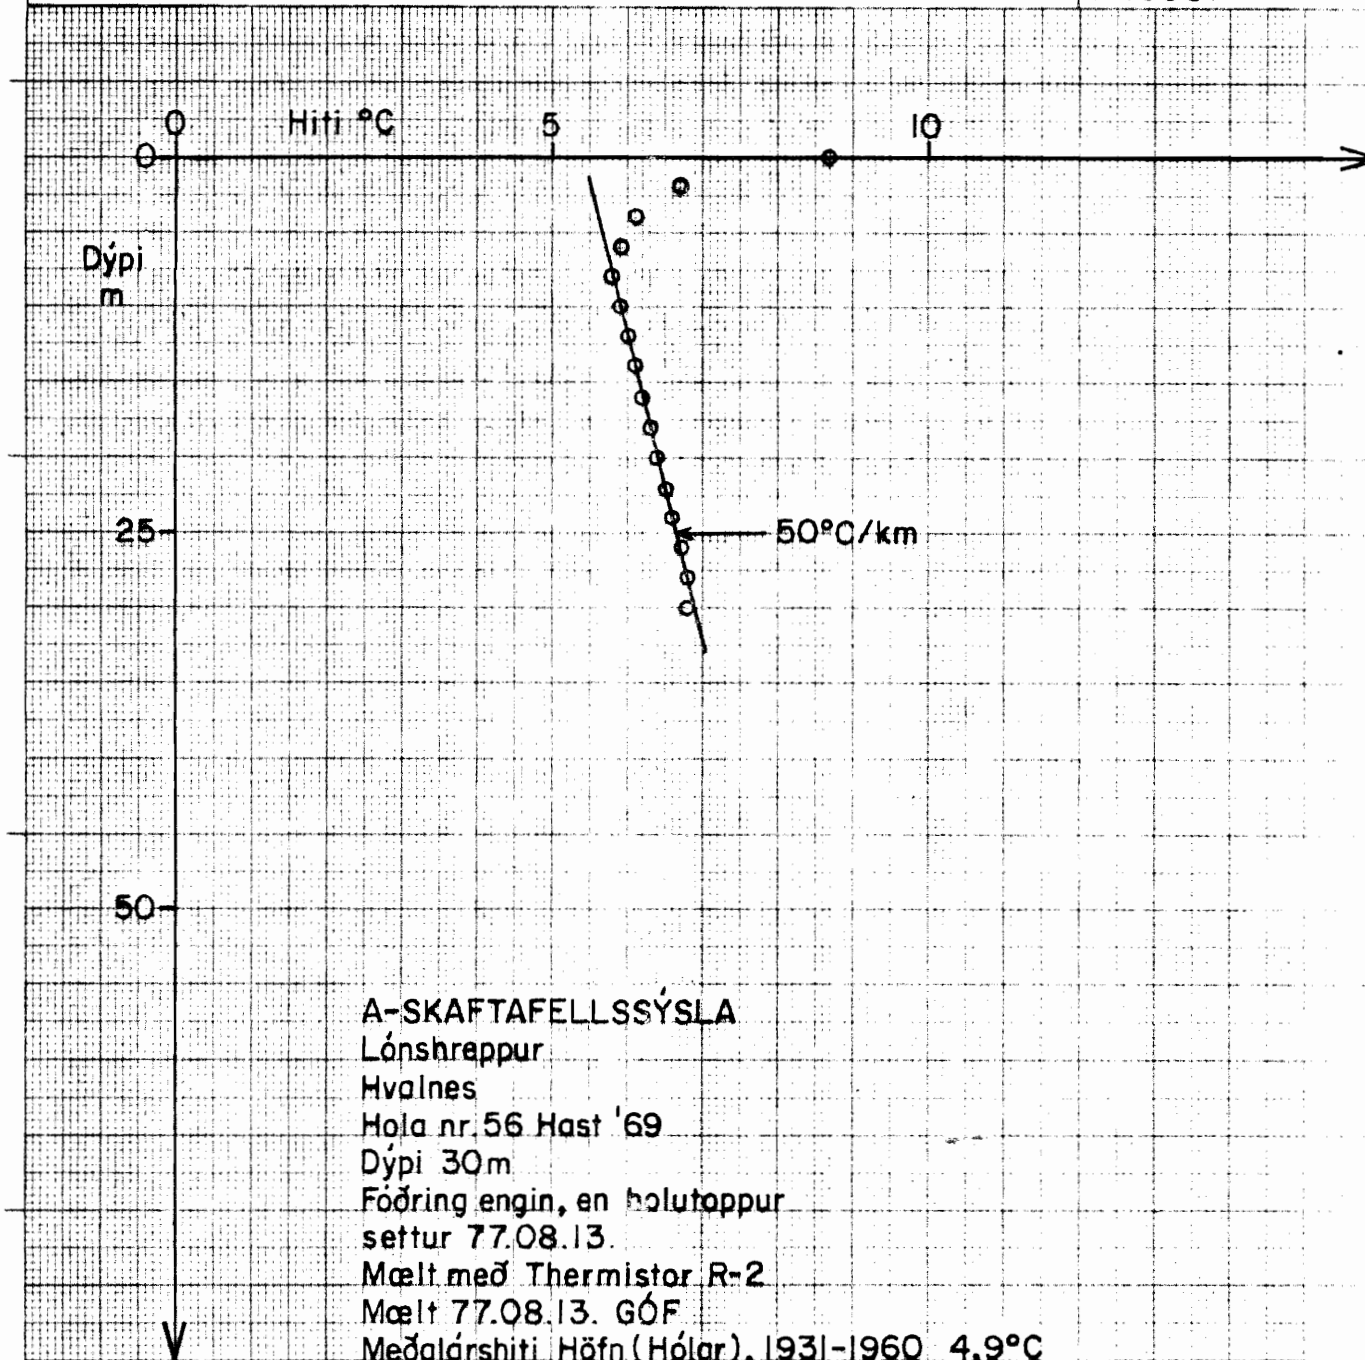 0 Hiti °C 5 10
0
Dýpi
m
25
50°C/km
50
A-SKAFTAFELLSSÝSLA
Lónshreppur
Hvalnes
Hola nr. 56 Hast '69
Dýpi 30m
Fóðring engin, en holutappur
settur 77.08.13.
Mælt með Thermistor R-2
Mælt 77.08.13. GÓF
Meðalárshiti Höfn (Hólar), 1931-1960 4,9°C